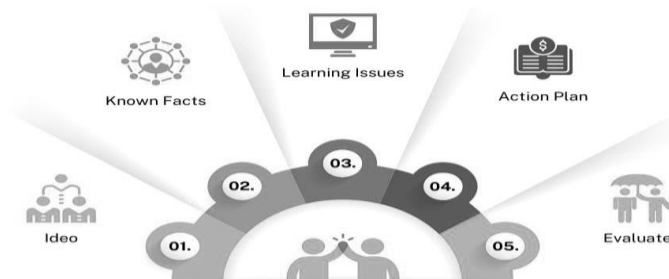 Ideo
01.
Known Facts
02.
Learning Issues
03.
Action Plan
04.
Evaluate
05.
$